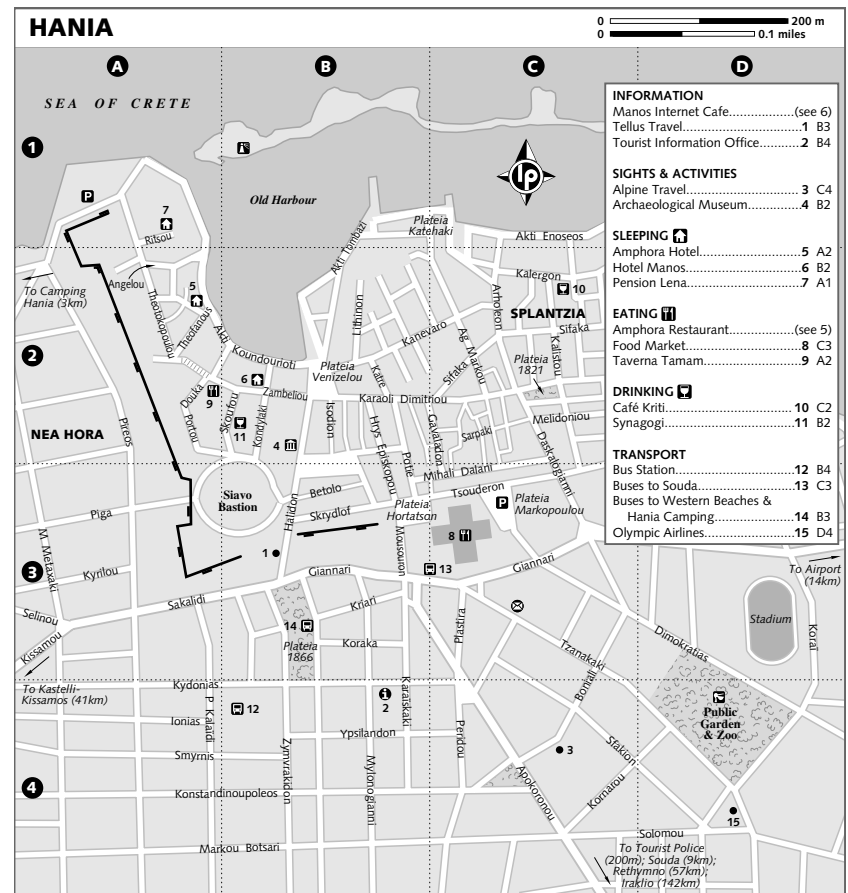 HANIA
0 200 m
0 0.1 miles
A
B
C
D
1
2
3
4
SEA OF CRETE
Old Harbour
INFORMATION
Manos Internet Cafe..................(see 6)
Tellus Travel..............................1 B3
Tourist Information Office..........2 B4
SIGHTS & ACTIVITIES
Alpine Travel............................3 C4
Archaeological Museum............4 B2
SLEEPING
Amphora Hotel.........................5 A2
Hotel Manos............................6 B2
Pension Lena............................7 A1
EATING
Amphora Restaurant................(see 5)
Food Market............................8 C3
Taverna Tamam........................9 A2
DRINKING
Café Kriti................................10 C2
Synagogi.................................11 B2
TRANSPORT
Bus Station..............................12 B4
Buses to Souda........................13 C3
Buses to Western Beaches &
Hania Camping.....................14 B3
Olympic Airlines.......................15 D4
lp
P
7
Ritsou
Plateia
Katehaki
Akti Enoseos
Akti Tombazi
To Camping
Hania (3km)
Angelou
5
Theotokopoulou
Theofanous
Kalergon
10
Arholeon
SPLANTZIA
Sifaka
Kalistou
Lithinon
Kanevaro
Ag. Markou
Akti Koundourioti
Plateia
Venizelou
Katre
Sifaka
Plateia
1821
6
Zambeliou
Karaoli Dimitriou
Douka
9
Skoufou
11
Kondylaki
Isodion
Hrys Episkopou
Gavaladon
Sarpaki
Melidoniou
Daskalogianni
NEA HORA
Pireos
Portou
4
Potie
Mihali Daliani
Siavo
Bastion
Betolo
Skrydlof
Halidon
Tsouderon
Plateia
Hortatson
P
Plateia
Markopoulou
Piga
M. Metaxaki
Kyrilou
1
Mousouron
8
Giannari
13
Giannari
To Airport
(14km)
Selinou
Kissamou
Sakalidi
14
Kriari
Plateia
1866
Koraka
Plastira
Tzanakaki
Dimokratias
Stadium
Koraï
To Kastelli-
Kissamos (41km)
Kydonias
Ionias
P. Kalaïdi
12
2
Karaïskaki
Boniali
Public
Garden
& Zoo
Smyrnis
Zymvrakidon
Ypsilandon
Mylonogianni
Peridou
3
Sfakion
Konstandinoupoleos
Apokoronou
Kornarou
15
Markou Botsari
Solomou
To Tourist Police
(200m); Souda (9km);
Rethymno (57km);
Iraklio (142km)